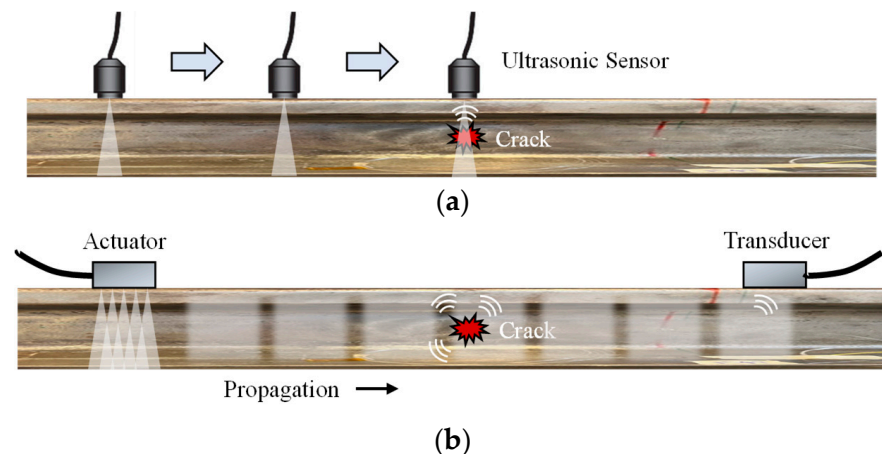 Ultrasonic Sensor
Crack
(a)
Actuator
Transducer
Crack
Propagation
(b)